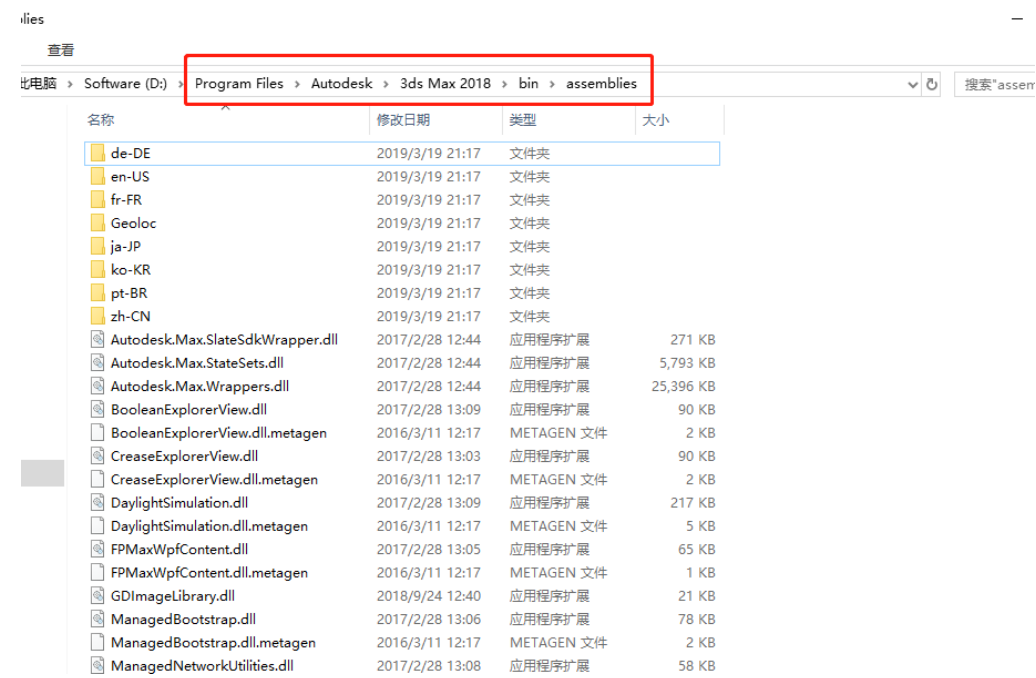 查看
电脑 › Software (D:) › Program Files › Autodesk › 3ds Max 2018 › bin › assemblies 搜索"assem
名称 修改日期 类型 大小
de-DE 2019/3/19 21:17 文件夹
en-US 2019/3/19 21:17 文件夹
fr-FR 2019/3/19 21:17 文件夹
Geoloc 2019/3/19 21:17 文件夹
ja-JP 2019/3/19 21:17 文件夹
ko-KR 2019/3/19 21:17 文件夹
pt-BR 2019/3/19 21:17 文件夹
zh-CN 2019/3/19 21:17 文件夹
Autodesk.Max.SlateSdkWrapper.dll 2017/2/28 12:44 应用程序扩展 271 KB
Autodesk.Max.StateSets.dll 2017/2/28 12:44 应用程序扩展 5,793 KB
Autodesk.Max.Wrappers.dll 2017/2/28 12:44 应用程序扩展 25,396 KB
BooleanExplorerView.dll 2017/2/28 13:09 应用程序扩展 90 KB
BooleanExplorerView.dll.metagen 2016/3/11 12:17 METAGEN 文件 2 KB
CreaseExplorerView.dll 2017/2/28 13:03 应用程序扩展 90 KB
CreaseExplorerView.dll.metagen 2016/3/11 12:17 METAGEN 文件 2 KB
DaylightSimulation.dll 2017/2/28 13:09 应用程序扩展 217 KB
DaylightSimulation.dll.metagen 2016/3/11 12:17 METAGEN 文件 5 KB
FPMaxWpfContent.dll 2017/2/28 13:05 应用程序扩展 65 KB
FPMaxWpfContent.dll.metagen 2016/3/11 12:17 METAGEN 文件 1 KB
GDImageLibrary.dll 2018/9/24 12:40 应用程序扩展 21 KB
ManagedBootstrap.dll 2017/2/28 13:06 应用程序扩展 78 KB
ManagedBootstrap.dll.metagen 2016/3/11 12:17 METAGEN 文件 2 KB
ManagedNetworkUtilities.dll 2017/2/28 13:08 应用程序扩展 58 KB